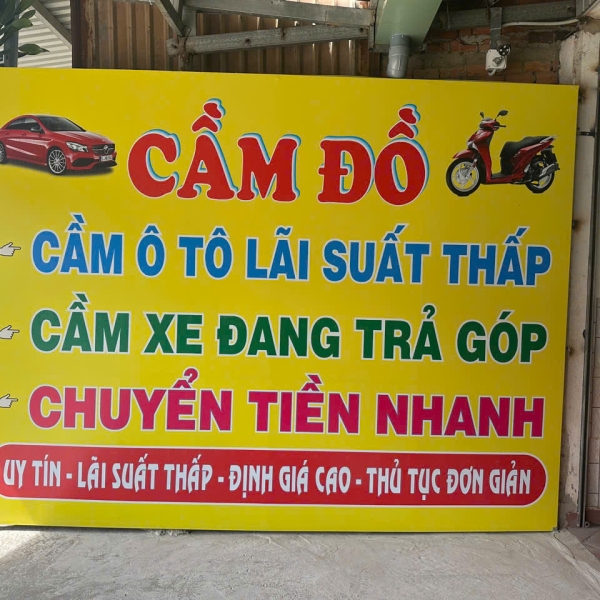 CẦM ĐỒ
CẦM Ô TÔ LÃI SUẤT THẤP
CẦM XE ĐANG TRẢ GÓP
CHUYỂN TIỀN NHANH
UY TÍN - LÃI SUẤT THẤP - ĐỊNH GIÁ CAO - THỦ TỤC ĐƠN GIẢN